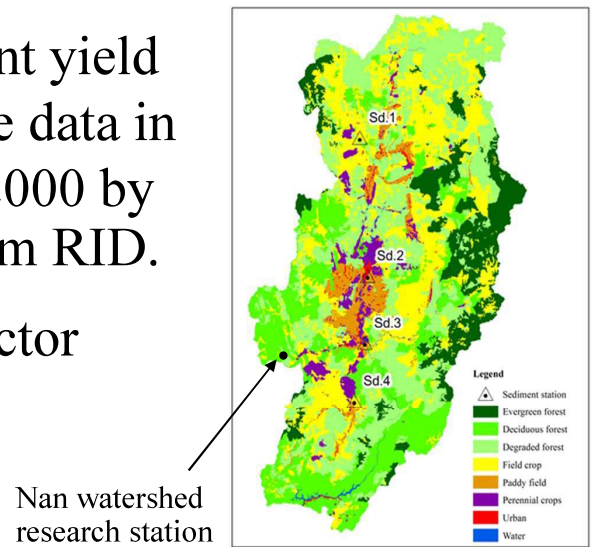 nt yield
e data in
000 by
m RID.
ctor
Sd.1
Sd.2
Sd.3
Sd.4
Legend
Sediment station
Evergreen forest
Deciduous forest
Degraded forest
Field crop
Paddy field
Perennial crops
Urban
Water
Nan watershed
research station